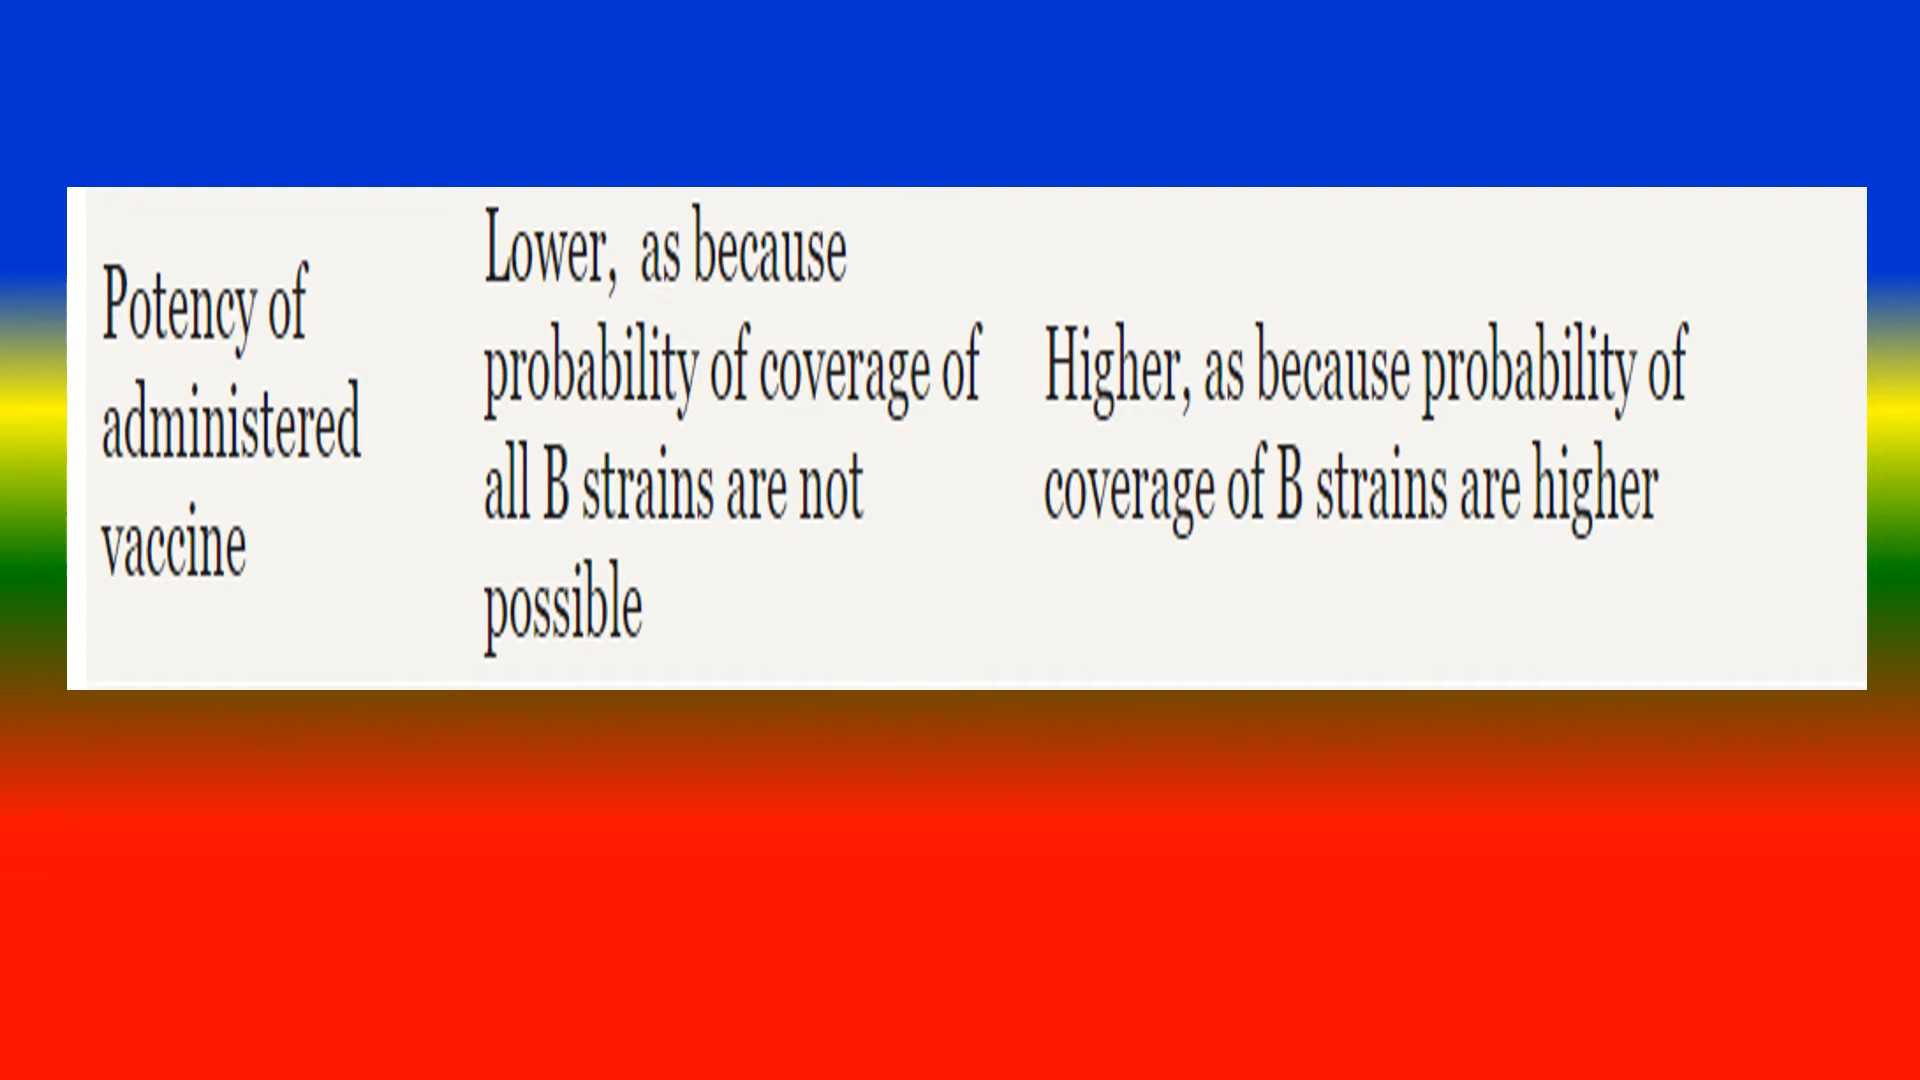 Potency of
administered
vaccine
Lower, as because
probability of coverage of
all B strains are not
possible
Higher, as because probability of
coverage of B strains are higher